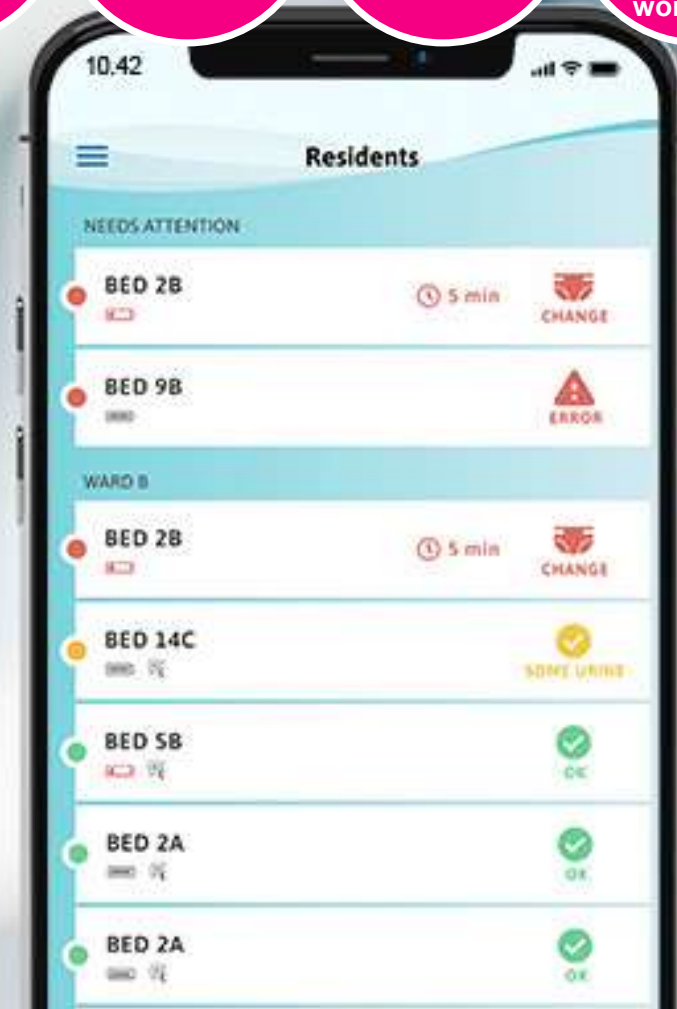 10.42
Residents
NEEDS ATTENTION
BED 2B
5 min
CHANGE
BED 9B
ERROR
WARD B
BED 2B
5 min
CHANGE
BED 14C
SOME URINE
BED 5B
OK
BED 2A
OK
BED 2A
OK